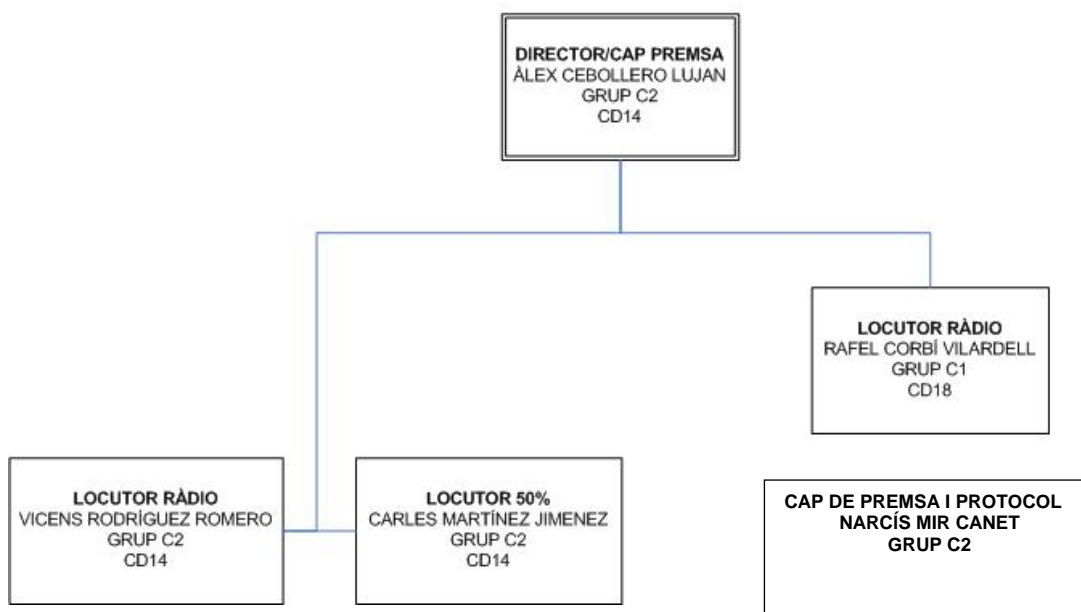 DIRECTOR/CAP PREMSA
ÀLEX CEBOLLERO LUJAN
GRUP C2
CD14
LOCUTOR RÀDIO
RAFEL CORBÍ VILARDELL
GRUP C1
CD18
LOCUTOR RÀDIO
VICENS RODRÍGUEZ ROMERO
GRUP C2
CD14
LOCUTOR 50%
CARLES MARTÍNEZ JIMENEZ
GRUP C2
CD14
CAP DE PREMSA I PROTOCOL
NARCÍS MIR CANET
GRUP C2